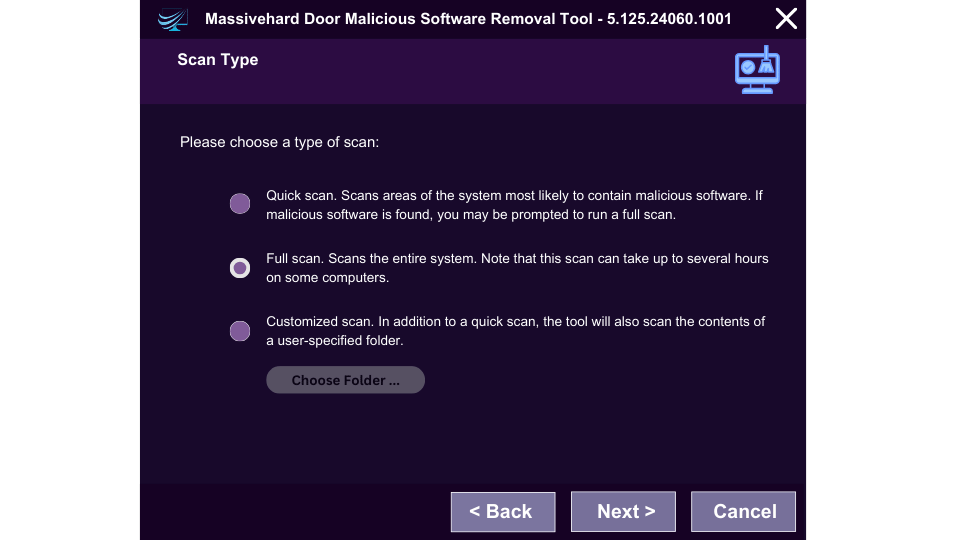 Massivehard Door Malicious Software Removal Tool - 5.125.24060.1001
Scan Type
Please choose a type of scan:
Quick scan. Scans areas of the system most likely to contain malicious software. If
malicious software is found, you may be prompted to run a full scan.
Full scan. Scans the entire system. Note that this scan can take up to several hours
on some computers.
Customized scan. In addition to a quick scan, the tool will also scan the contents of
a user-specified folder.
Choose Folder ...
< Back
Next >
Cancel